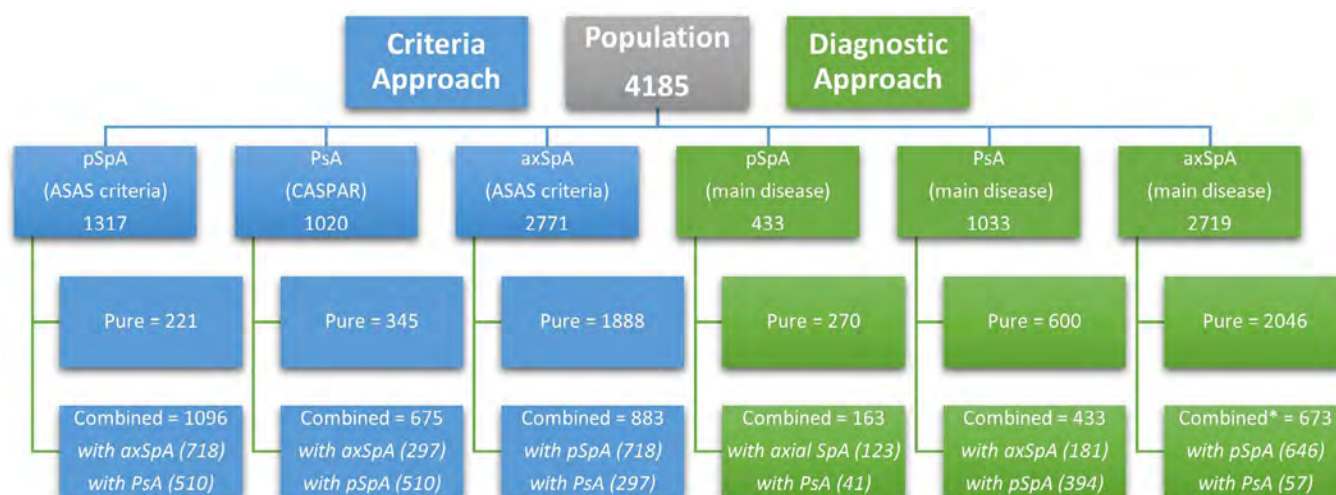 Criteria
Approach
Population
4185
Diagnostic
Approach
pSpA
(ASAS criteria)
1317
PsA
(CASPAR)
1020
axSpA
(ASAS criteria)
2771
pSpA
(main disease)
433
PsA
(main disease)
1033
axSpA
(main disease)
2719
Pure = 221
Pure = 345
Pure = 1888
Pure = 270
Pure = 600
Pure = 2046
Combined = 1096
with axSpA (718)
with PsA (510)
Combined = 675
with axSpA (297)
with pSpA (510)
Combined = 883
with pSpA (718)
with PsA (297)
Combined = 163
with axial SpA (123)
with PsA (41)
Combined = 433
with axSpA (181)
with pSpA (394)
Combined* = 673
with pSpA (646)
with PsA (57)